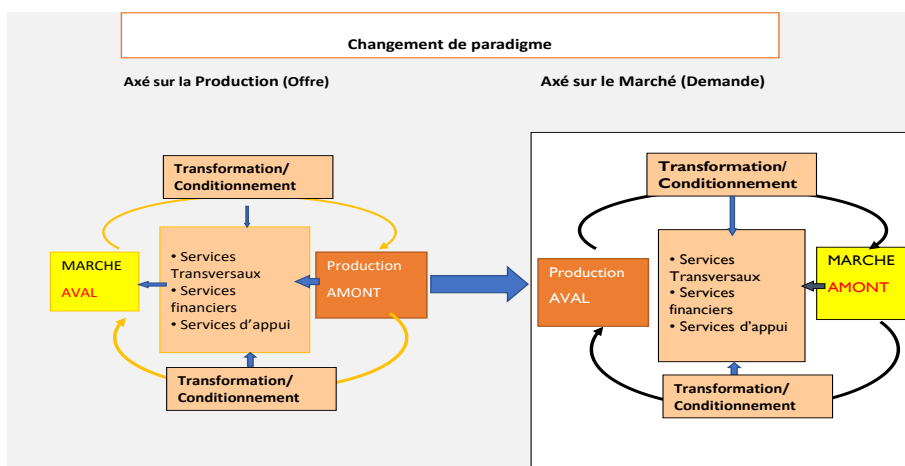 Changement de paradigme
Axé sur la Production (Offre)
Axé sur le Marché (Demande)
Transformation/
Conditionnement
MARCHE
AVAL
• Services
Transversaux
• Services
financiers
• Services d'appui
Production
AMONT
Transformation/
Conditionnement
Transformation/
Conditionnement
Production
AVAL
• Services
Transversaux
• Services
financiers
• Services d'appui
MARCHE
AMONT
Transformation/
Conditionnement